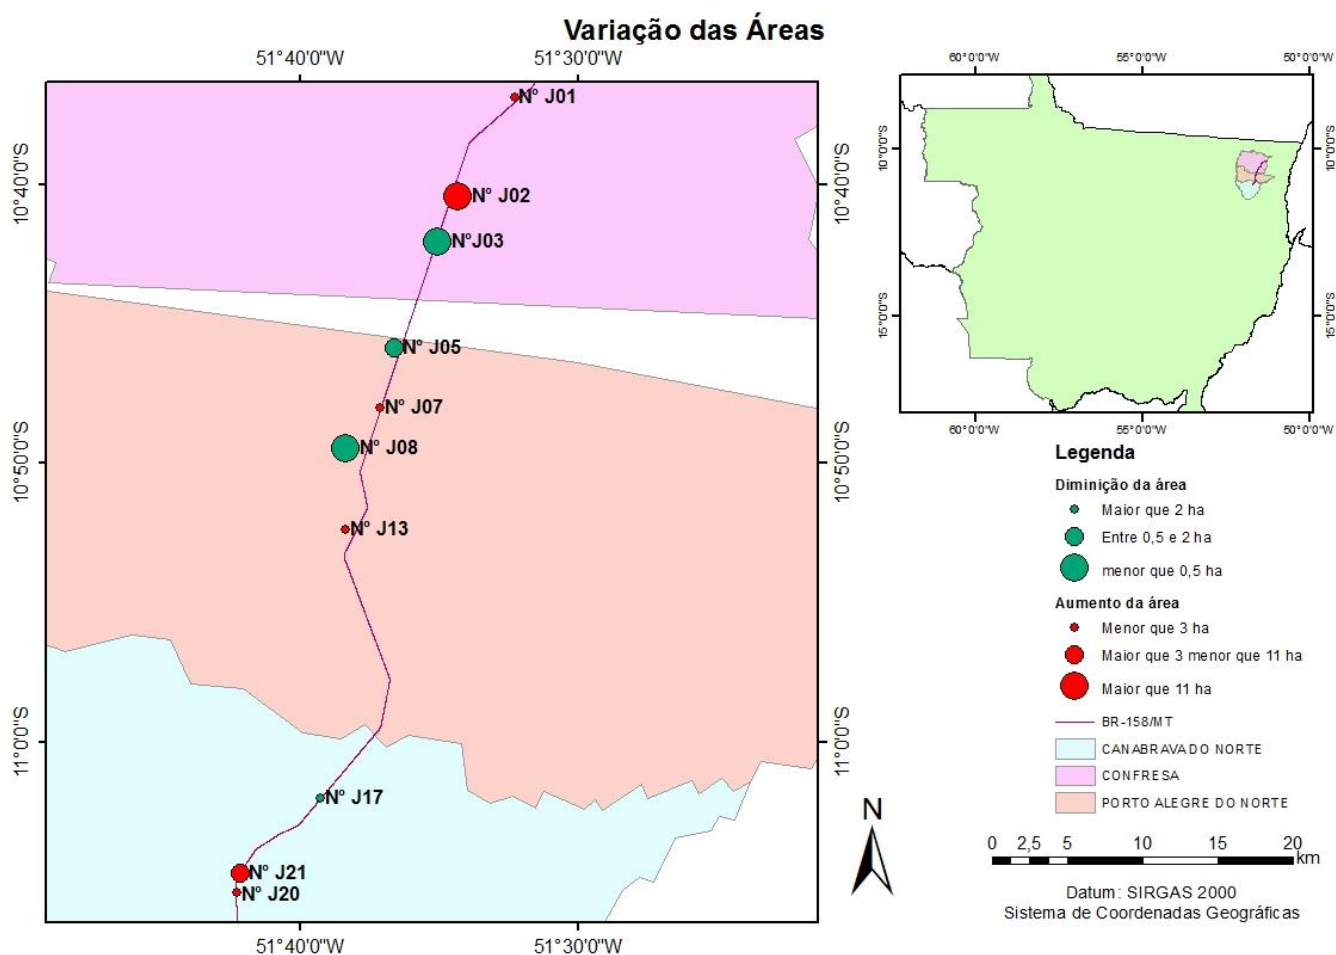 Variação das Áreas
51°40'0"W
51°30'0"W
10°40'0"S
10°50'0"S
11°0'0"S
Nº J01
Nº J02
NºJ03
Nº J05
Nº J07
Nº J08
Nº J13
Nº J17
Nº J21
Nº J20
10°40'0"S
10°50'0"S
11°0'0"S
51°40'0"W
51°30'0"W
60°0'0"W
55°0'0"W
50°0'0"W
10°0'0"S
15°0'0"S
10°0'0"S
15°0'0"S
60°0'0"W
55°0'0"W
50°0'0"W
Legenda
Diminição da área
Maior que 2 ha
Entre 0,5 e 2 ha
menor que 0,5 ha
Aumento da área
Menor que 3 ha
Maior que 3 menor que 11 ha
Maior que 11 ha
BR-158/MT
CANABRAVA DO NORTE
CONFRESA
PORTO ALEGRE DO NORTE
N
0 2,5 5 10 15 20
km
Datum: SIRGAS 2000
Sistema de Coordenadas Geográficas